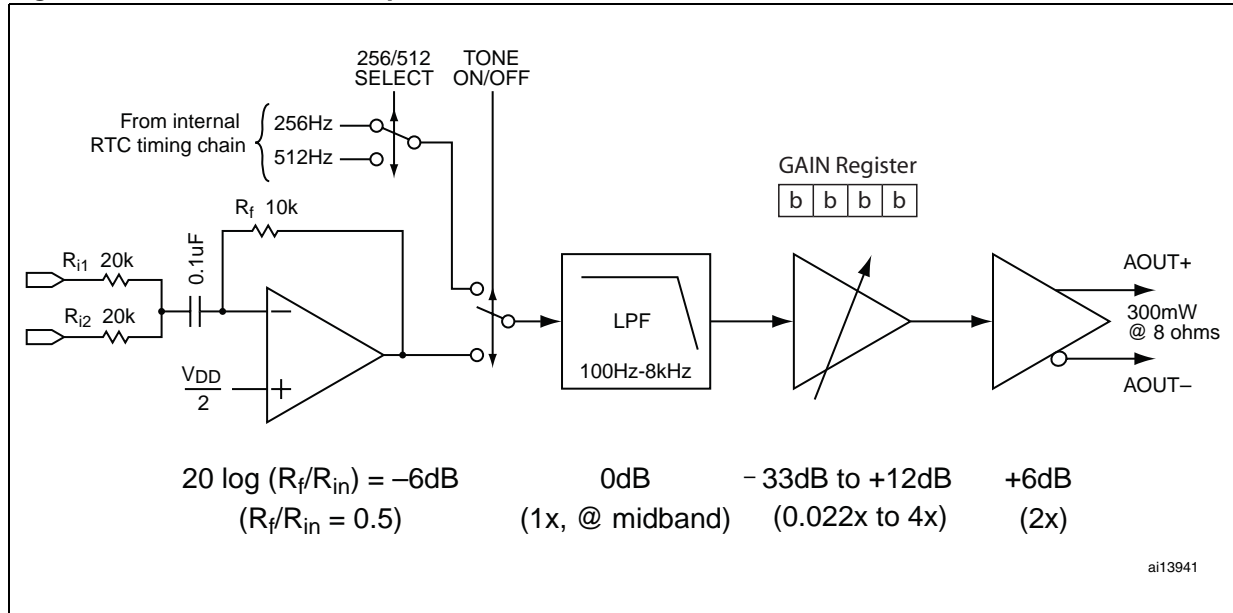 256/512
SELECT
TONE
ON/OFF
From internal
RTC timing chain
256Hz
512Hz
GAIN Register
b b b b
Rf 10k
0.1uF
Ri1 20k
Ri2 20k
VDD
2
−
+
LPF
100Hz-8kHz
AOUT+
300mW
@ 8 ohms
AOUT–
20 log (Rf/Rin) = –6dB
(Rf/Rin = 0.5)
0dB
(1x, @ midband)
– 33dB to +12dB
(0.022x to 4x)
+6dB
(2x)
ai13941